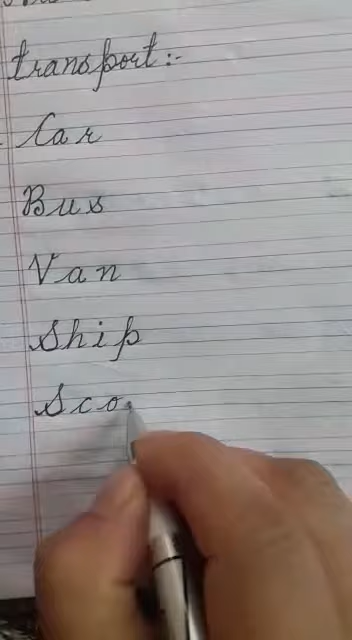 transport:-
Car
Bus
Van
Ship
Sco